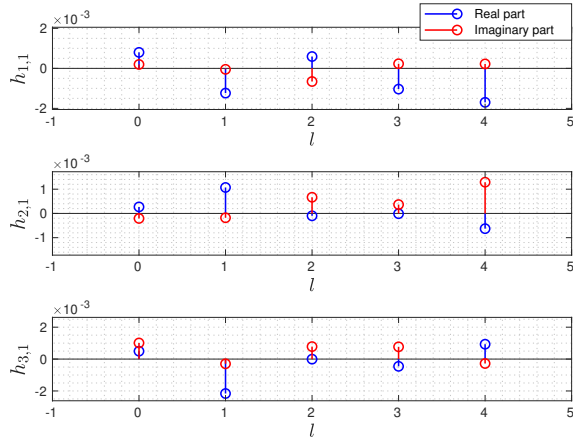 ×10⁻³
Real part
Imaginary part
2
0
-2
h₁,₁
-1 0 1 2 3 4 5
l
×10⁻³
1
0
-1
h₂,₁
-1 0 1 2 3 4 5
l
×10⁻³
2
0
-2
h₃,₁
-1 0 1 2 3 4 5
l